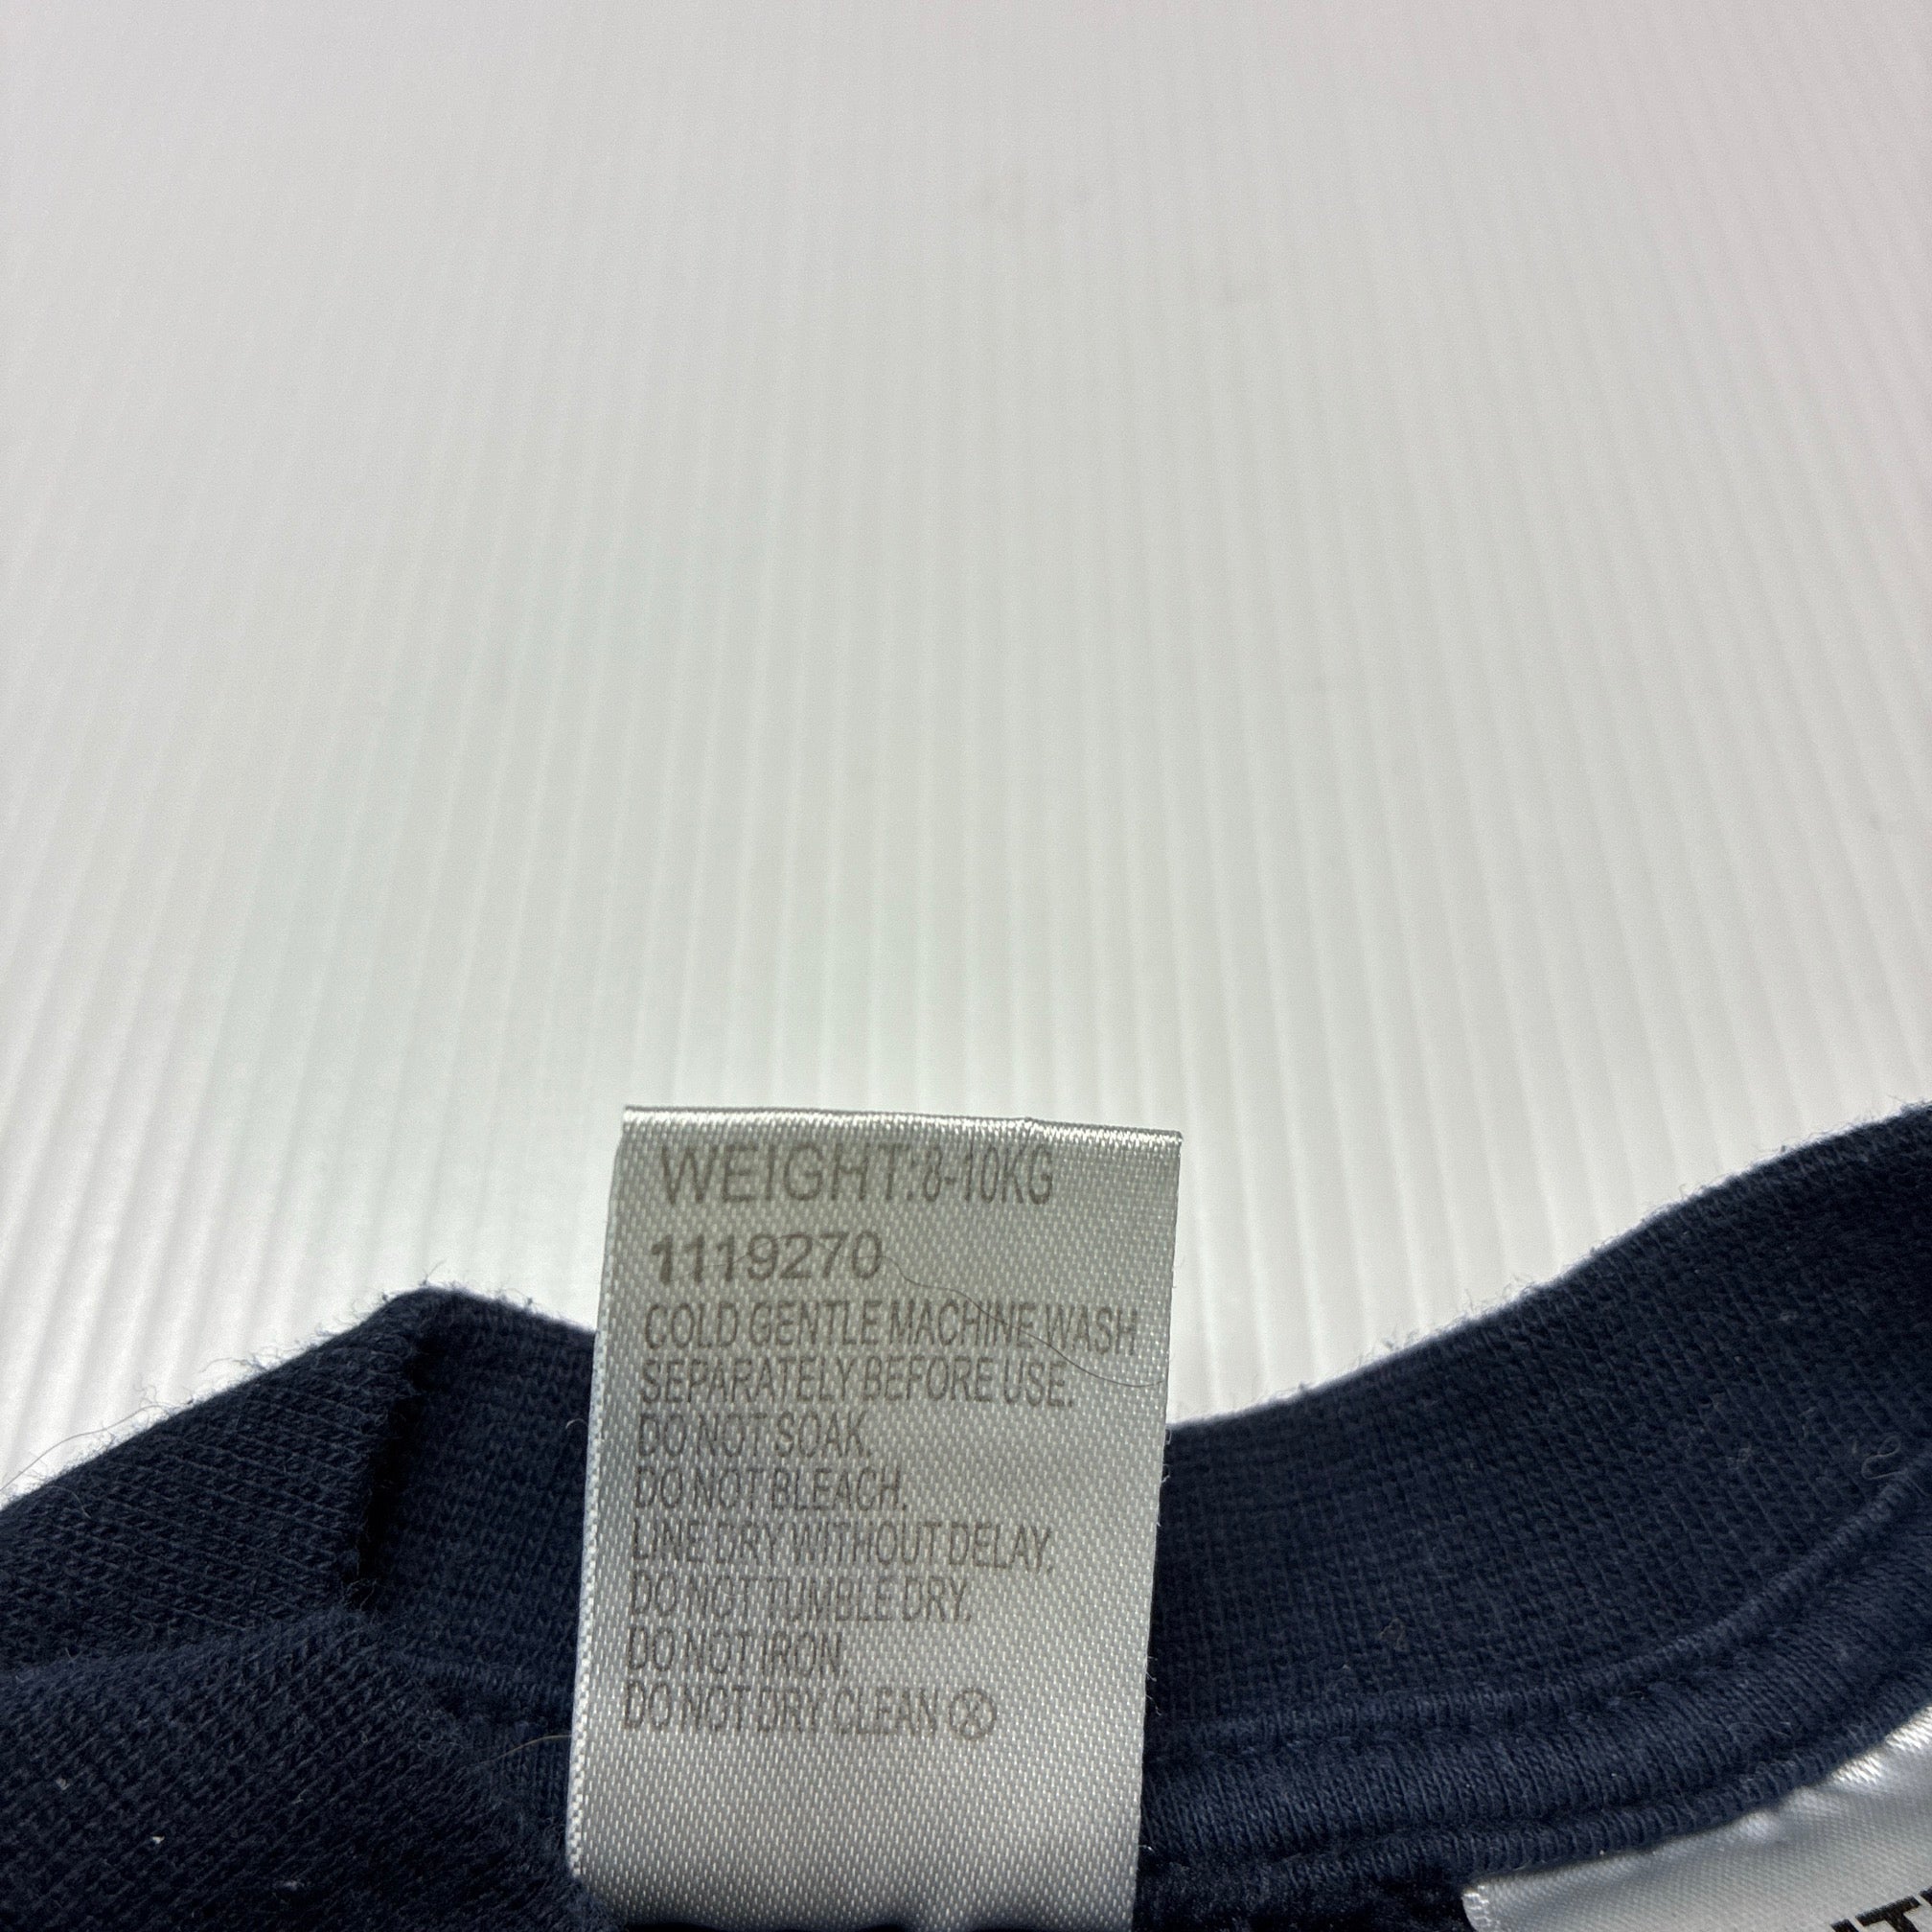 WEIGHT:8-10KG
1119270
COLD GENTLE MACHINE WASH
SEPARATELY BEFORE USE.
DO NOT SOAK.
DO NOT BLEACH.
LINE DRY WITHOUT DELAY.
DO NOT TUMBLE DRY.
DO NOT IRON
DO NOT DRY CLEAN